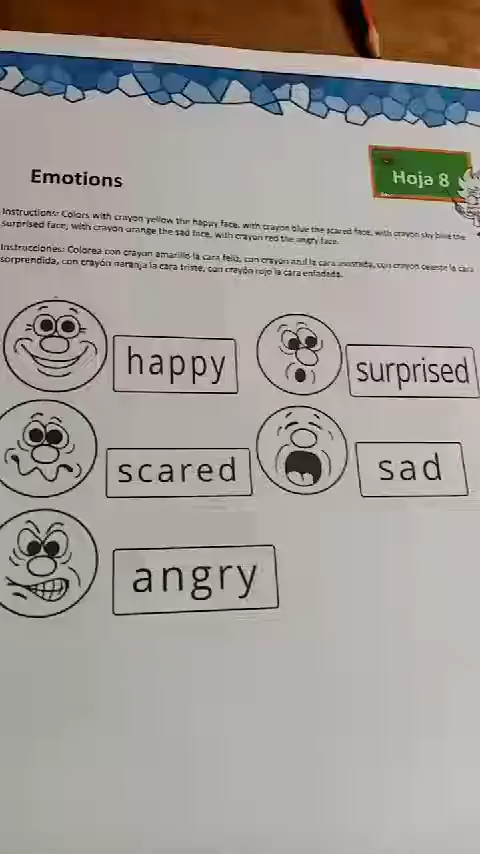 Hoja 8
Emotions
Instructions: Colors with crayon yellow the happy face, with crayon blue the scared face, with crayon sky blue the
surprised face, with crayon orange the sad face, with crayon red the angry face.
Instrucciones: Colorea con crayon amarillo la cara feliz, con crayon azul la cara asustada, con crayon celeste la cara
sorprendida, con crayón naranja la cara triste, con crayón rojo la cara enfadada.
happy
surprised
scared
sad
angry